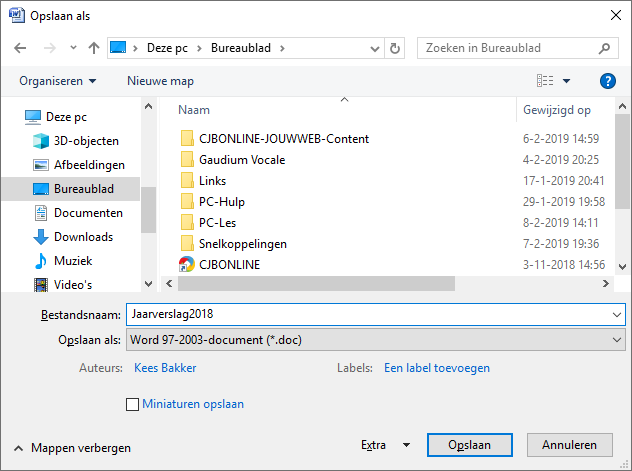 Opslaan als
Deze pc > Bureaublad >
Zoeken in Bureaublad
Organiseren
Nieuwe map
?
Deze pc
3D-objecten
Afbeeldingen
Bureaublad
Documenten
Downloads
Muziek
Video's
Naam Gewijzigd op
CJBONLINE-JOUWWEB-Content 6-2-2019 14:59
Gaudium Vocale 4-2-2019 20:25
Links 17-1-2019 20:41
PC-Hulp 29-1-2019 19:58
PC-Les 8-2-2019 14:11
Snelkoppelingen 7-2-2019 19:36
CJBONLINE 3-11-2018 14:56
Bestandsnaam: Jaarverslag2018
Opslaan als: Word 97-2003-document (*.doc)
Auteurs: Kees Bakker Labels: Een label toevoegen
Miniaturen opslaan
Mappen verbergen Extra Opslaan Annuleren